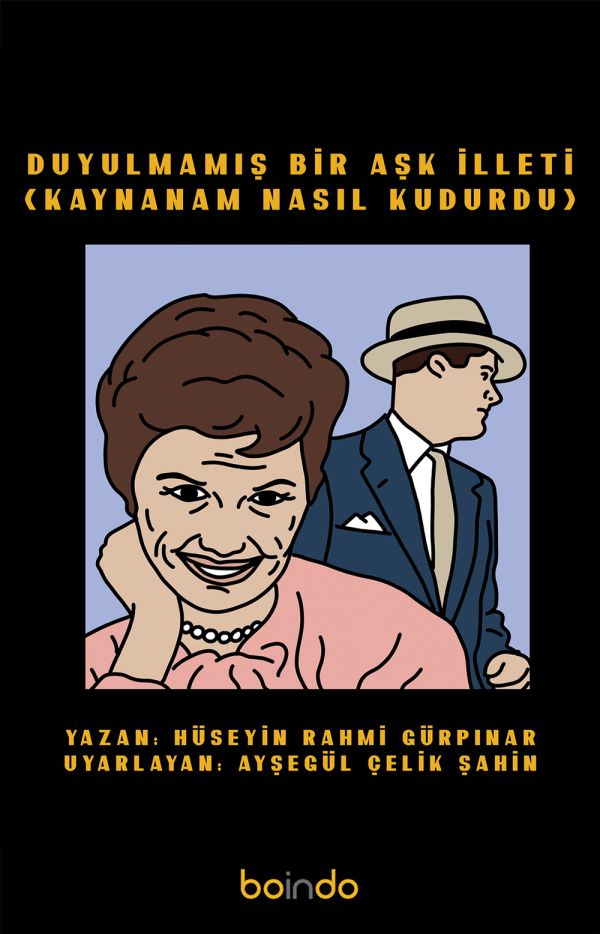 DUYULMAMIŞ BİR AŞK İLLETİ
(KAYNANAM NASIL KUDURDU)
YAZAN: HÜSEYİN RAHMİ GÜRPINAR
UYARLAYAN: AYŞEGÜL ÇELİK ŞAHİN
boindo